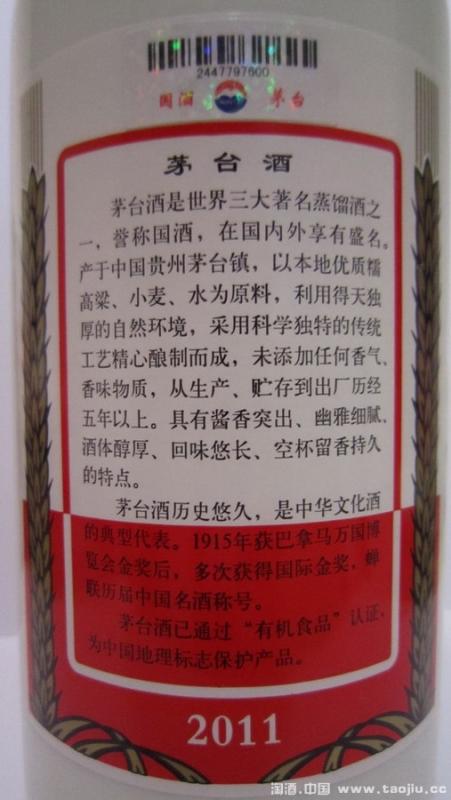 2447797600
国酒 茅台
茅台酒
茅台酒是世界三大著名蒸馏酒之
一，誉称国酒，在国内外享有盛名。
产于中国贵州茅台镇，以本地优质糯
高粱、小麦、水为原料，利用得天独
厚的自然环境，采用科学独特的传统
工艺精心酿制而成，未添加任何香气、
香味物质，从生产、贮存到出厂历经
五年以上。具有酱香突出、幽雅细腻、
酒体醇厚、回味悠长、空杯留香持久
的特点。
茅台酒历史悠久，是中华文化酒
的典型代表。1915年获巴拿马万国博
览会金奖后，多次获得国际金奖，蝉
联历届中国名酒称号。
茅台酒已通过“有机食品”认证，
为中国地理标志保护产品。
2011
淘酒.中国 www.taojiu.cc